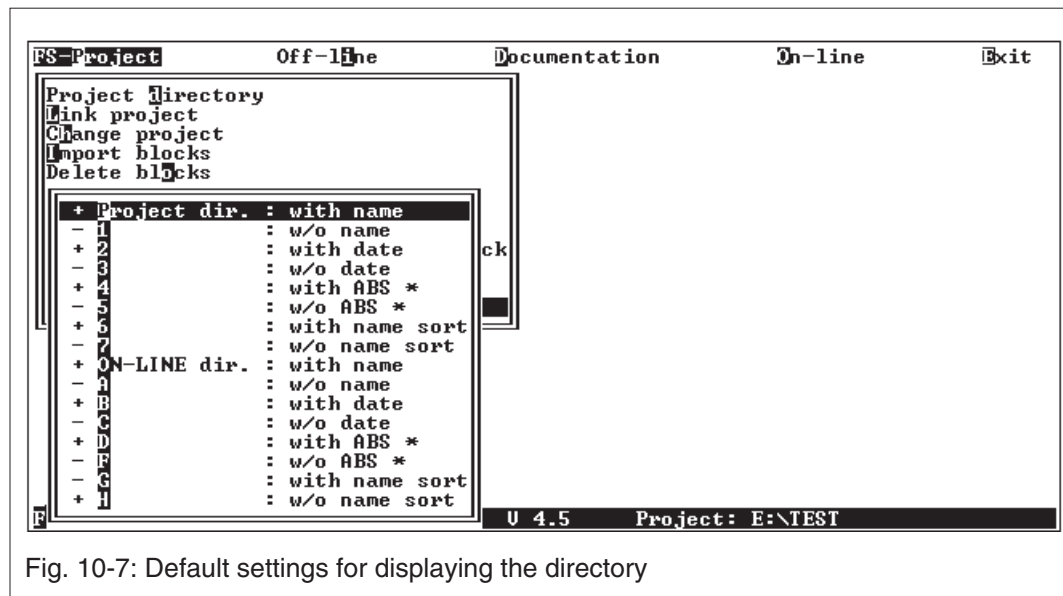 FS-Project Off-line Documentation On-line Exit
Project directory
Link project
Change project
Import blocks
Delete blocks
+ Project dir. : with name
- 1 : w/o name
+ 2 : with date ck
- 3 : w/o date
+ 4 : with ABS *
- 5 : w/o ABS *
+ 6 : with name sort
- 7 : w/o name sort
+ ON-LINE dir. : with name
- A : w/o name
+ B : with date
- C : w/o date
+ D : with ABS *
- F : w/o ABS *
- G : with name sort
+ H : w/o name sort
F V 4.5 Project: E:\TEST
Fig. 10-7: Default settings for displaying the directory